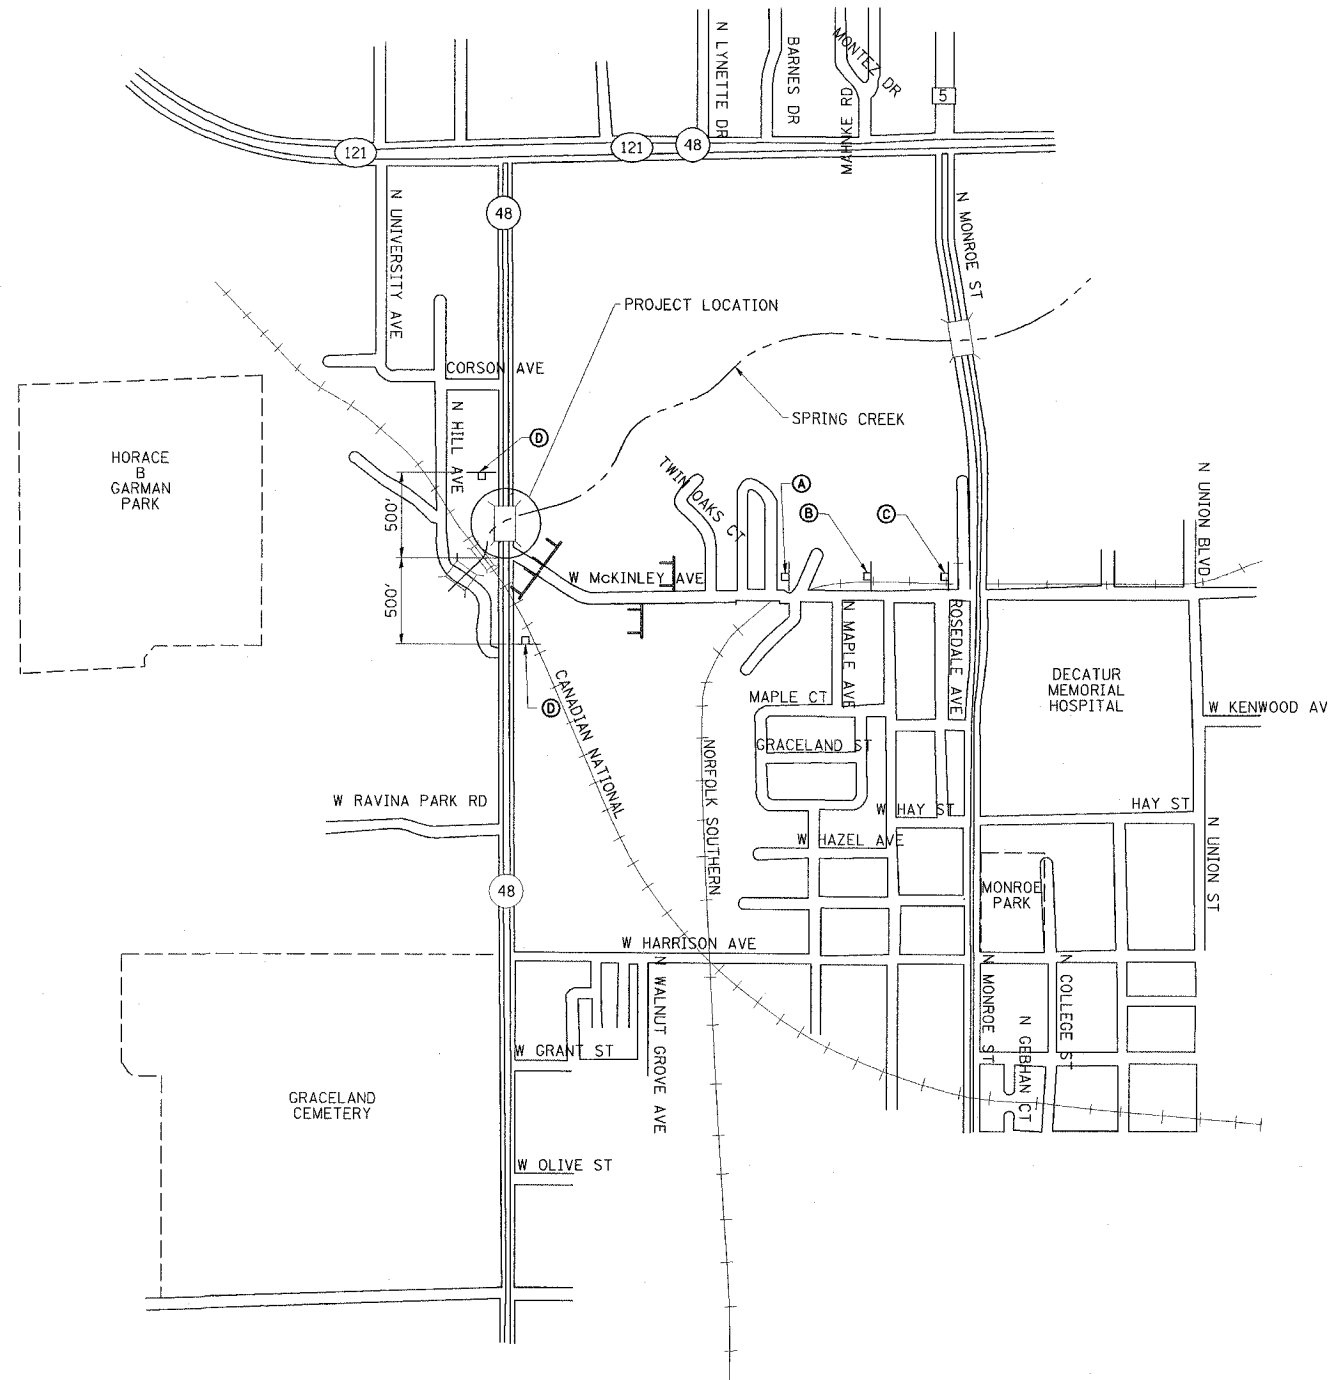 N LYNETTE DR
BARNES DR
MONTEZ DR
MAHNKE RD
5
121
121
48
48
N UNIVERSITY AVE
N MONROE ST
PROJECT LOCATION
CORSON AVE
SPRING CREEK
N HILL AVE
D
HORACE
B
GARMAN
PARK
500'
500'
TWIN OAKS CT
A
B
C
N UNION BLVD
W McKINLEY AVE
N MAPLE AVE
ROSEDALE AVE
D
CANADIAN NATIONAL
MAPLE CT
DECATUR
MEMORIAL
HOSPITAL
W KENWOOD AV
GRACELAND ST
NORFOLK SOUTHERN
W RAVINA PARK RD
W HAY ST
HAY ST
W HAZEL AVE
N UNION ST
48
MONROE
PARK
W HARRISON AVE
N WALNUT GROVE AVE
N MONROE ST
N COLLEGE ST
N GEBHAN CT
W GRANT ST
GRACELAND
CEMETERY
W OLIVE ST